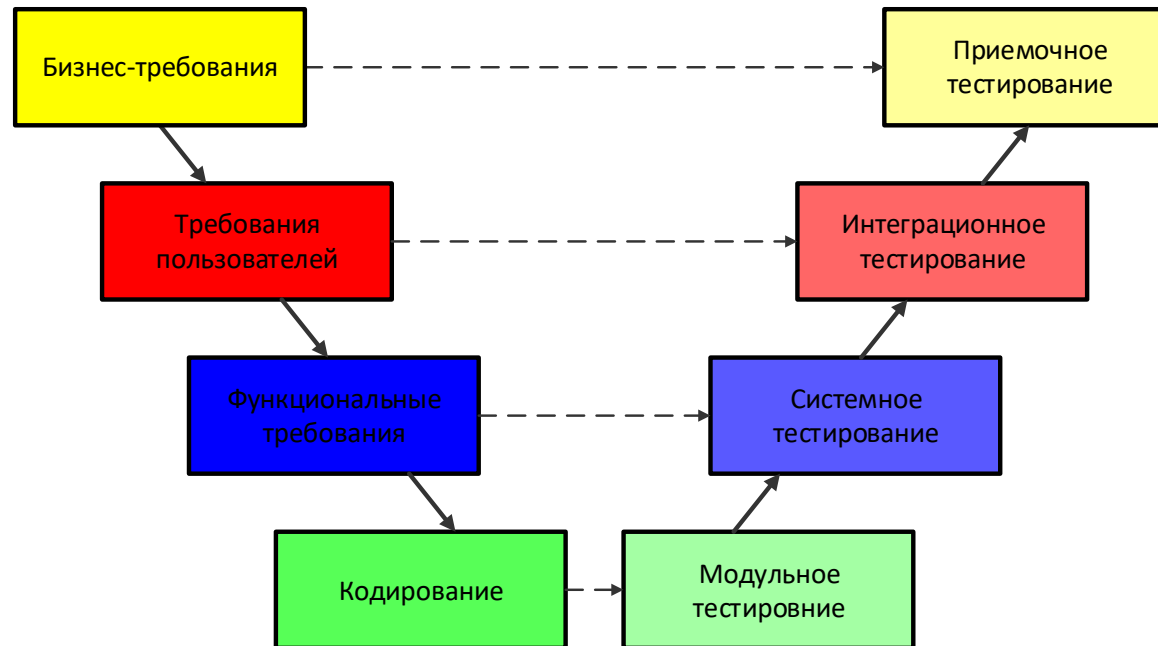 Бизнес-требования
Приемочное
тестирование
Требования
пользователей
Интеграционное
тестирование
Функциональные
требования
Системное
тестирование
Кодирование
Модульное
тестировние